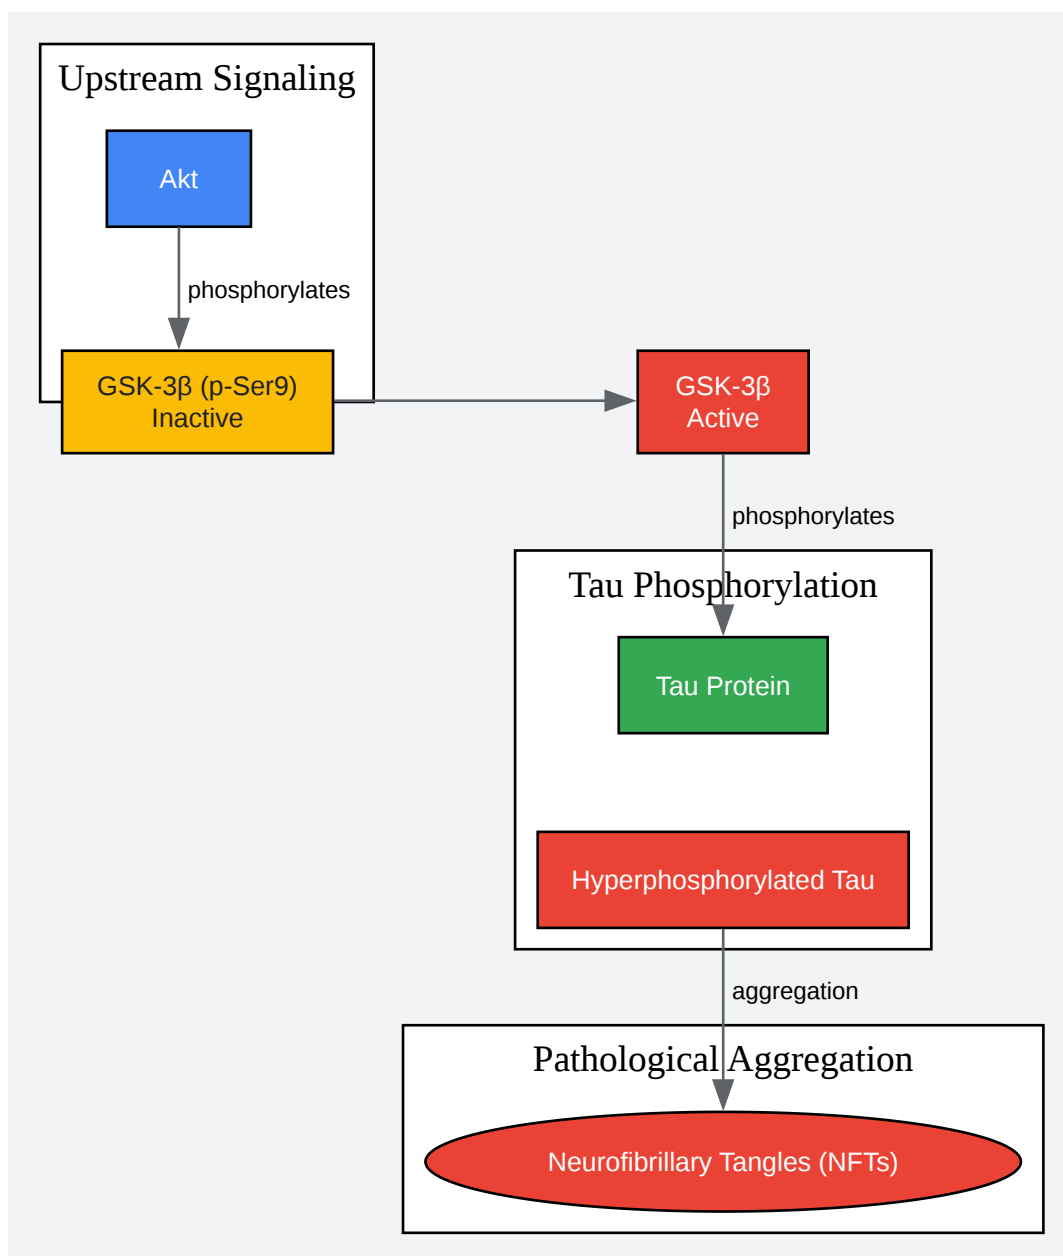 Upstream Signaling
Akt
phosphorylates
GSK-3β (p-Ser9)
Inactive
GSK-3β
Active
phosphorylates
Tau Phosphorylation
Tau Protein
Hyperphosphorylated Tau
aggregation
Pathological Aggregation
Neurofibrillary Tangles (NFTs)